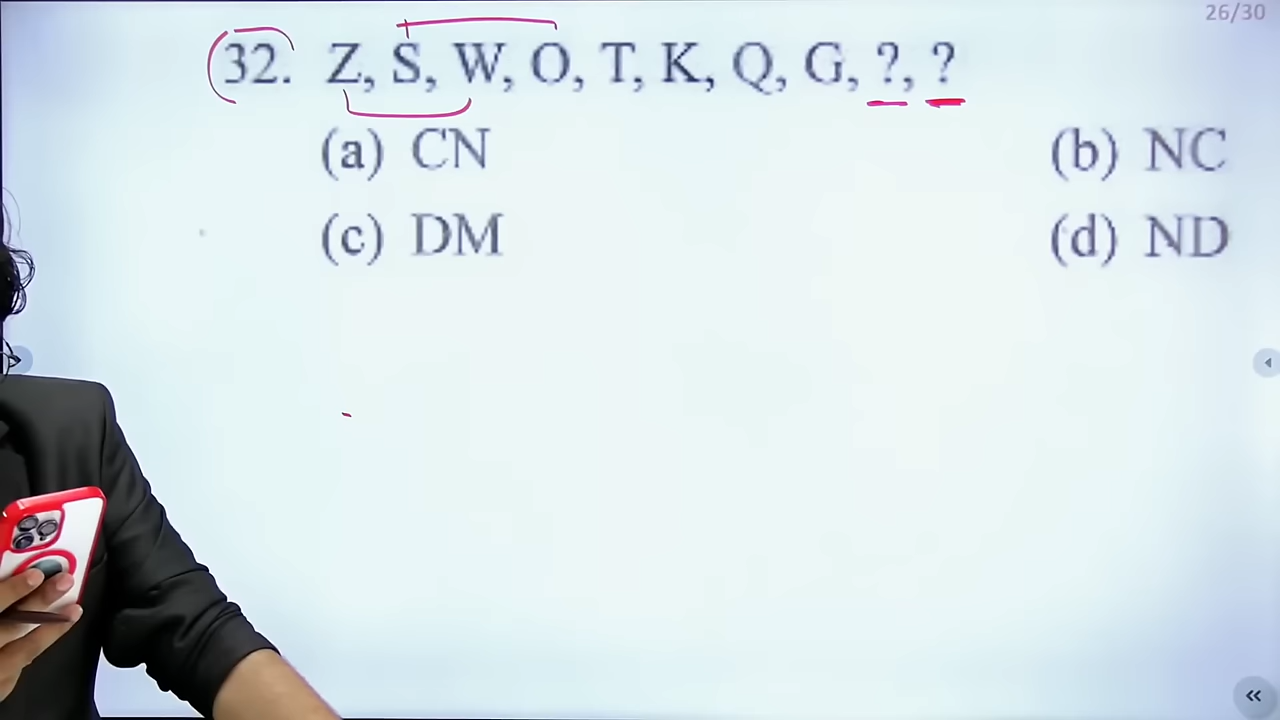 26/30
32. Z, S, W, O, T, K, Q, G, ?, ?
(a) CN (b) NC
(c) DM (d) ND